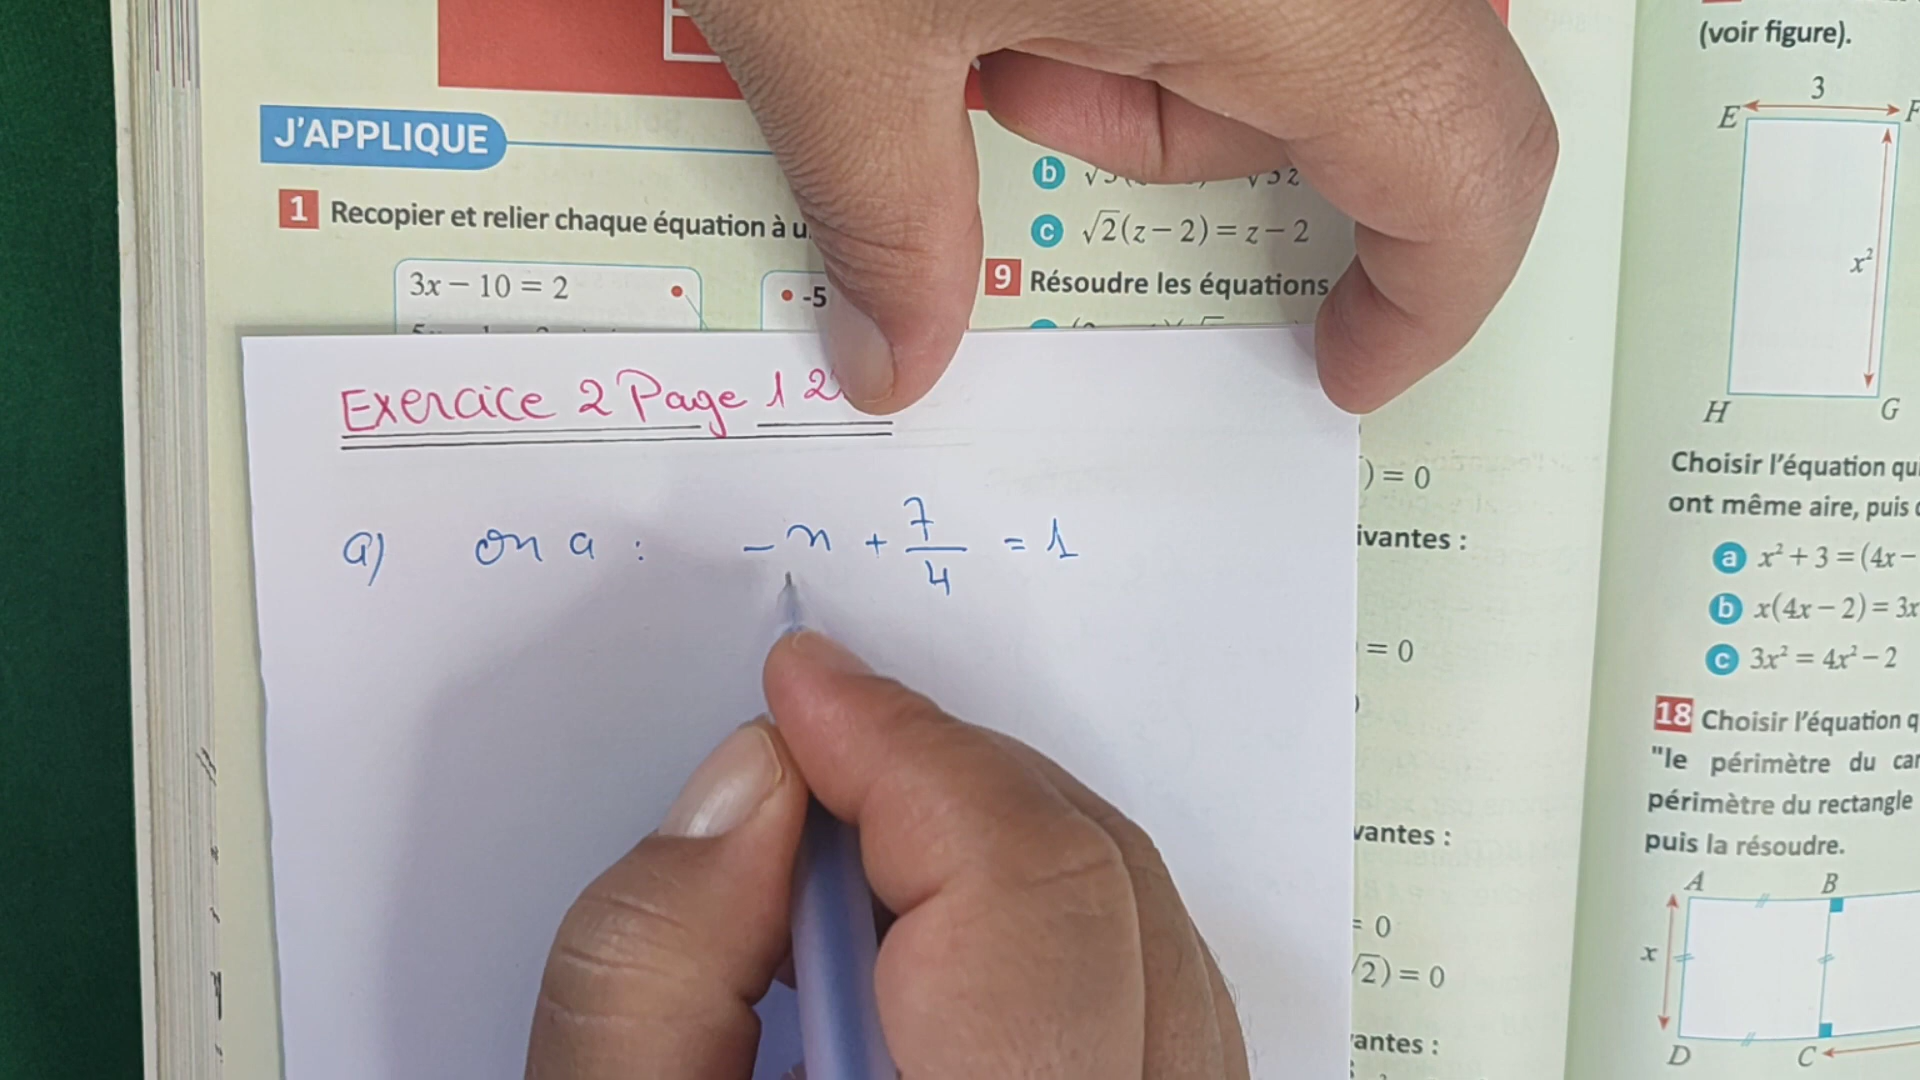 J'APPLIQUE
1 Recopier et relier chaque équation à
3x − 10 = 2
-5
b
c √2(z − 2) = z − 2
9 Résoudre les équations
Exercice 2 Page 12
a) on a : − x + 7/4 = 1
) = 0
ivantes :
= 0
)
vantes :
= 0
√2) = 0
vantes :
(voir figure).
3
E F
x²
H G
Choisir l'équation qu
ont même aire, puis
a x² + 3 = (4x −
b x(4x − 2) = 3x
c 3x² = 4x² − 2
18 Choisir l'équation q
"le périmètre du car
périmètre du rectangle
puis la résoudre.
A B
x
D C